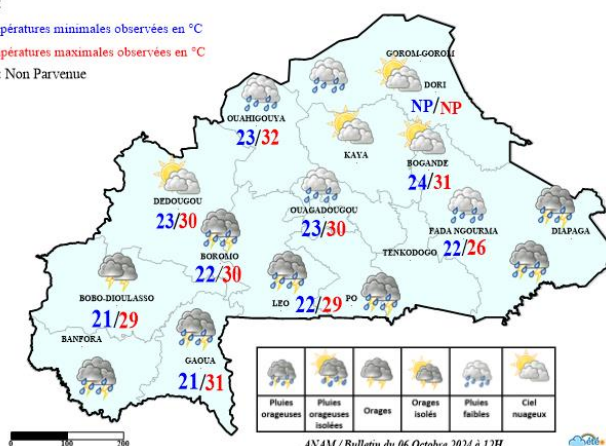 pératures minimales observées en °C
pératures maximales observées en °C
: Non Parvenue
GOROM-GOROM
DORI
NP/NP
OUAHIGOUYA
23/32
KAYA
BOGANDE
24/31
DEDOUGOU
23/30
OUAGADOUGOU
23/30
FADA NGOURMA
22/26
DIAPAGA
BOROMO
22/30
TENKODOGO
BOBO-DIOULASSO
21/29
LEO 22/29 PO
BANFORA
GAOUA
21/31
Pluies orageuses
Pluies orageuses isolées
Orages
Orages isolés
Pluies faibles
Ciel nuageux
0 100 200
ANAM / Bulletin du 06 Octobre 2024 à 12H